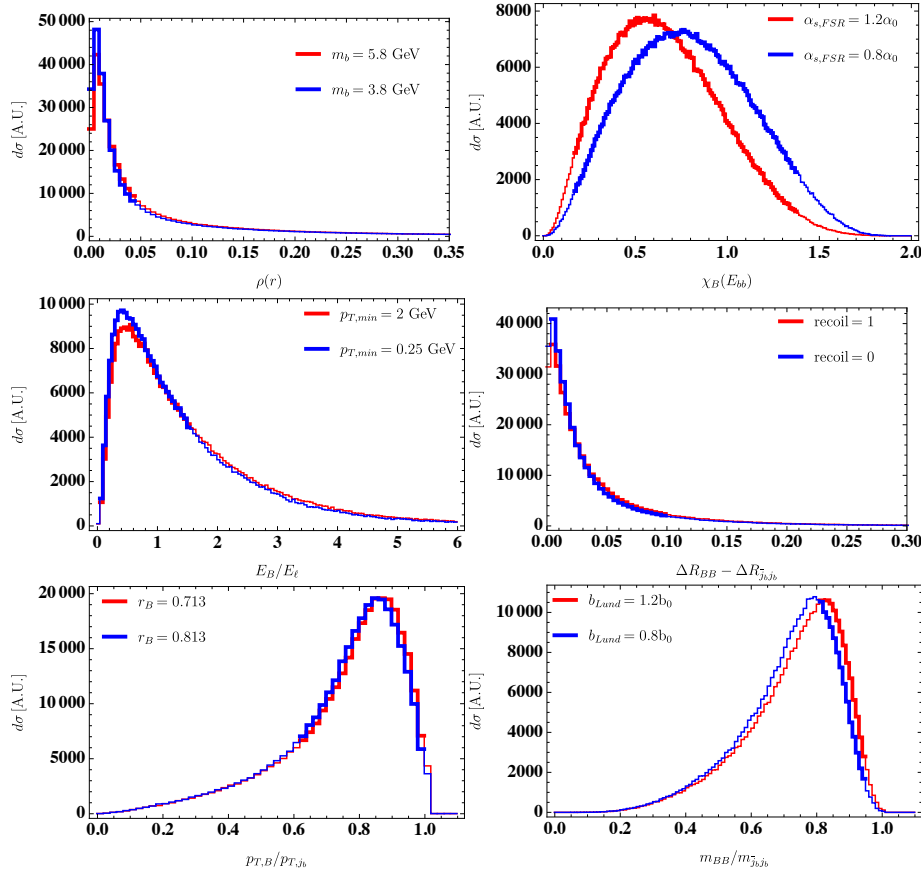 50 000
40 000
30 000
20 000
10 000
0
dσ [A.U.]
m_b = 5.8 GeV
m_b = 3.8 GeV
0.00 0.05 0.10 0.15 0.20 0.25 0.30 0.35
ρ(r)
8000
6000
4000
2000
0
dσ [A.U.]
α_{s,FSR} = 1.2α_0
α_{s,FSR} = 0.8α_0
0.0 0.5 1.0 1.5 2.0
χ_B(E_{bb})
10 000
8000
6000
4000
2000
0
dσ [A.U.]
p_{T,min} = 2 GeV
p_{T,min} = 0.25 GeV
0 1 2 3 4 5 6
E_B/E_ℓ
40 000
30 000
20 000
10 000
0
dσ [A.U.]
recoil = 1
recoil = 0
0.00 0.05 0.10 0.15 0.20 0.25 0.30
ΔR_{BB} − ΔR_{j_b j̄_b}
20 000
15 000
10 000
5000
0
dσ [A.U.]
r_B = 0.713
r_B = 0.813
0.0 0.2 0.4 0.6 0.8 1.0
p_{T,B}/p_{T,j_b}
10 000
8000
6000
4000
2000
0
dσ [A.U.]
b_{Lund} = 1.2b_0
b_{Lund} = 0.8b_0
0.0 0.2 0.4 0.6 0.8 1.0
m_{BB}/m_{j_b j̄_b}